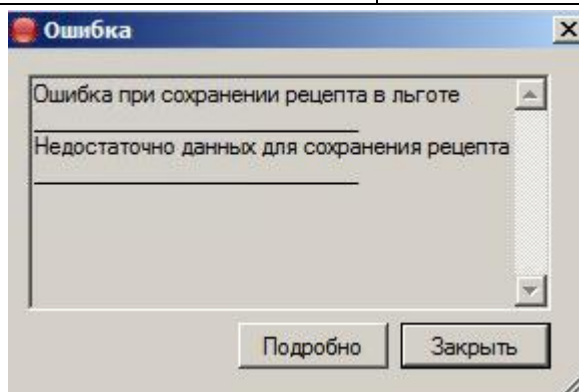 Ошибка
Ошибка при сохранении рецепта в льготе
Недостаточно данных для сохранения рецепта
Подробно
Закрыть